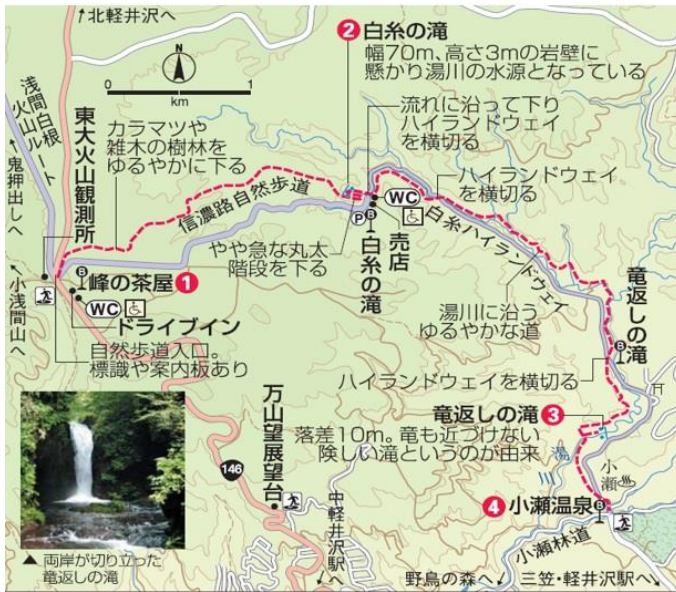 ↑北軽井沢へ
N
0
1
km
浅間白根
火山ルート
←鬼押出しへ
↖小浅間山へ
東大火山観測所
カラマツや
雑木の樹林を
ゆるやかに下る
信濃路自然歩道
❷白糸の滝
幅70m、高さ3mの岩壁に
懸かり湯川の水源となっている
流れに沿って下り
ハイランドウェイ
を横切る
ハイランドウェイ
を横切る
WC
P
B
売店
白糸の滝
やや急な丸太
階段を下る
白糸ハイランドウェイ
湯川に沿う
ゆるやかな道
B
峰の茶屋❶
WC
ドライブイン
自然歩道入口。
標識や案内板あり
B
竜返しの滝
ハイランドウェイを横切る
竜返しの滝❸
落差10m。竜も近づけない
険しい滝というのが由来
湯川
小瀬
❹小瀬温泉
B
小瀬林道
146
万山望展望台
中軽井沢駅へ↙
野鳥の森へ↙
三笠・軽井沢駅へ↘
▲両岸が切り立った
竜返しの滝